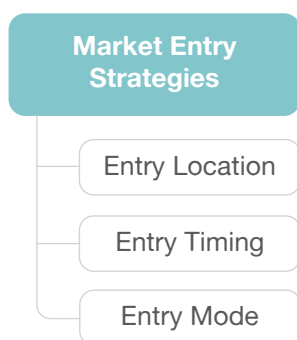 Market Entry
Strategies
Entry Location
Entry Timing
Entry Mode